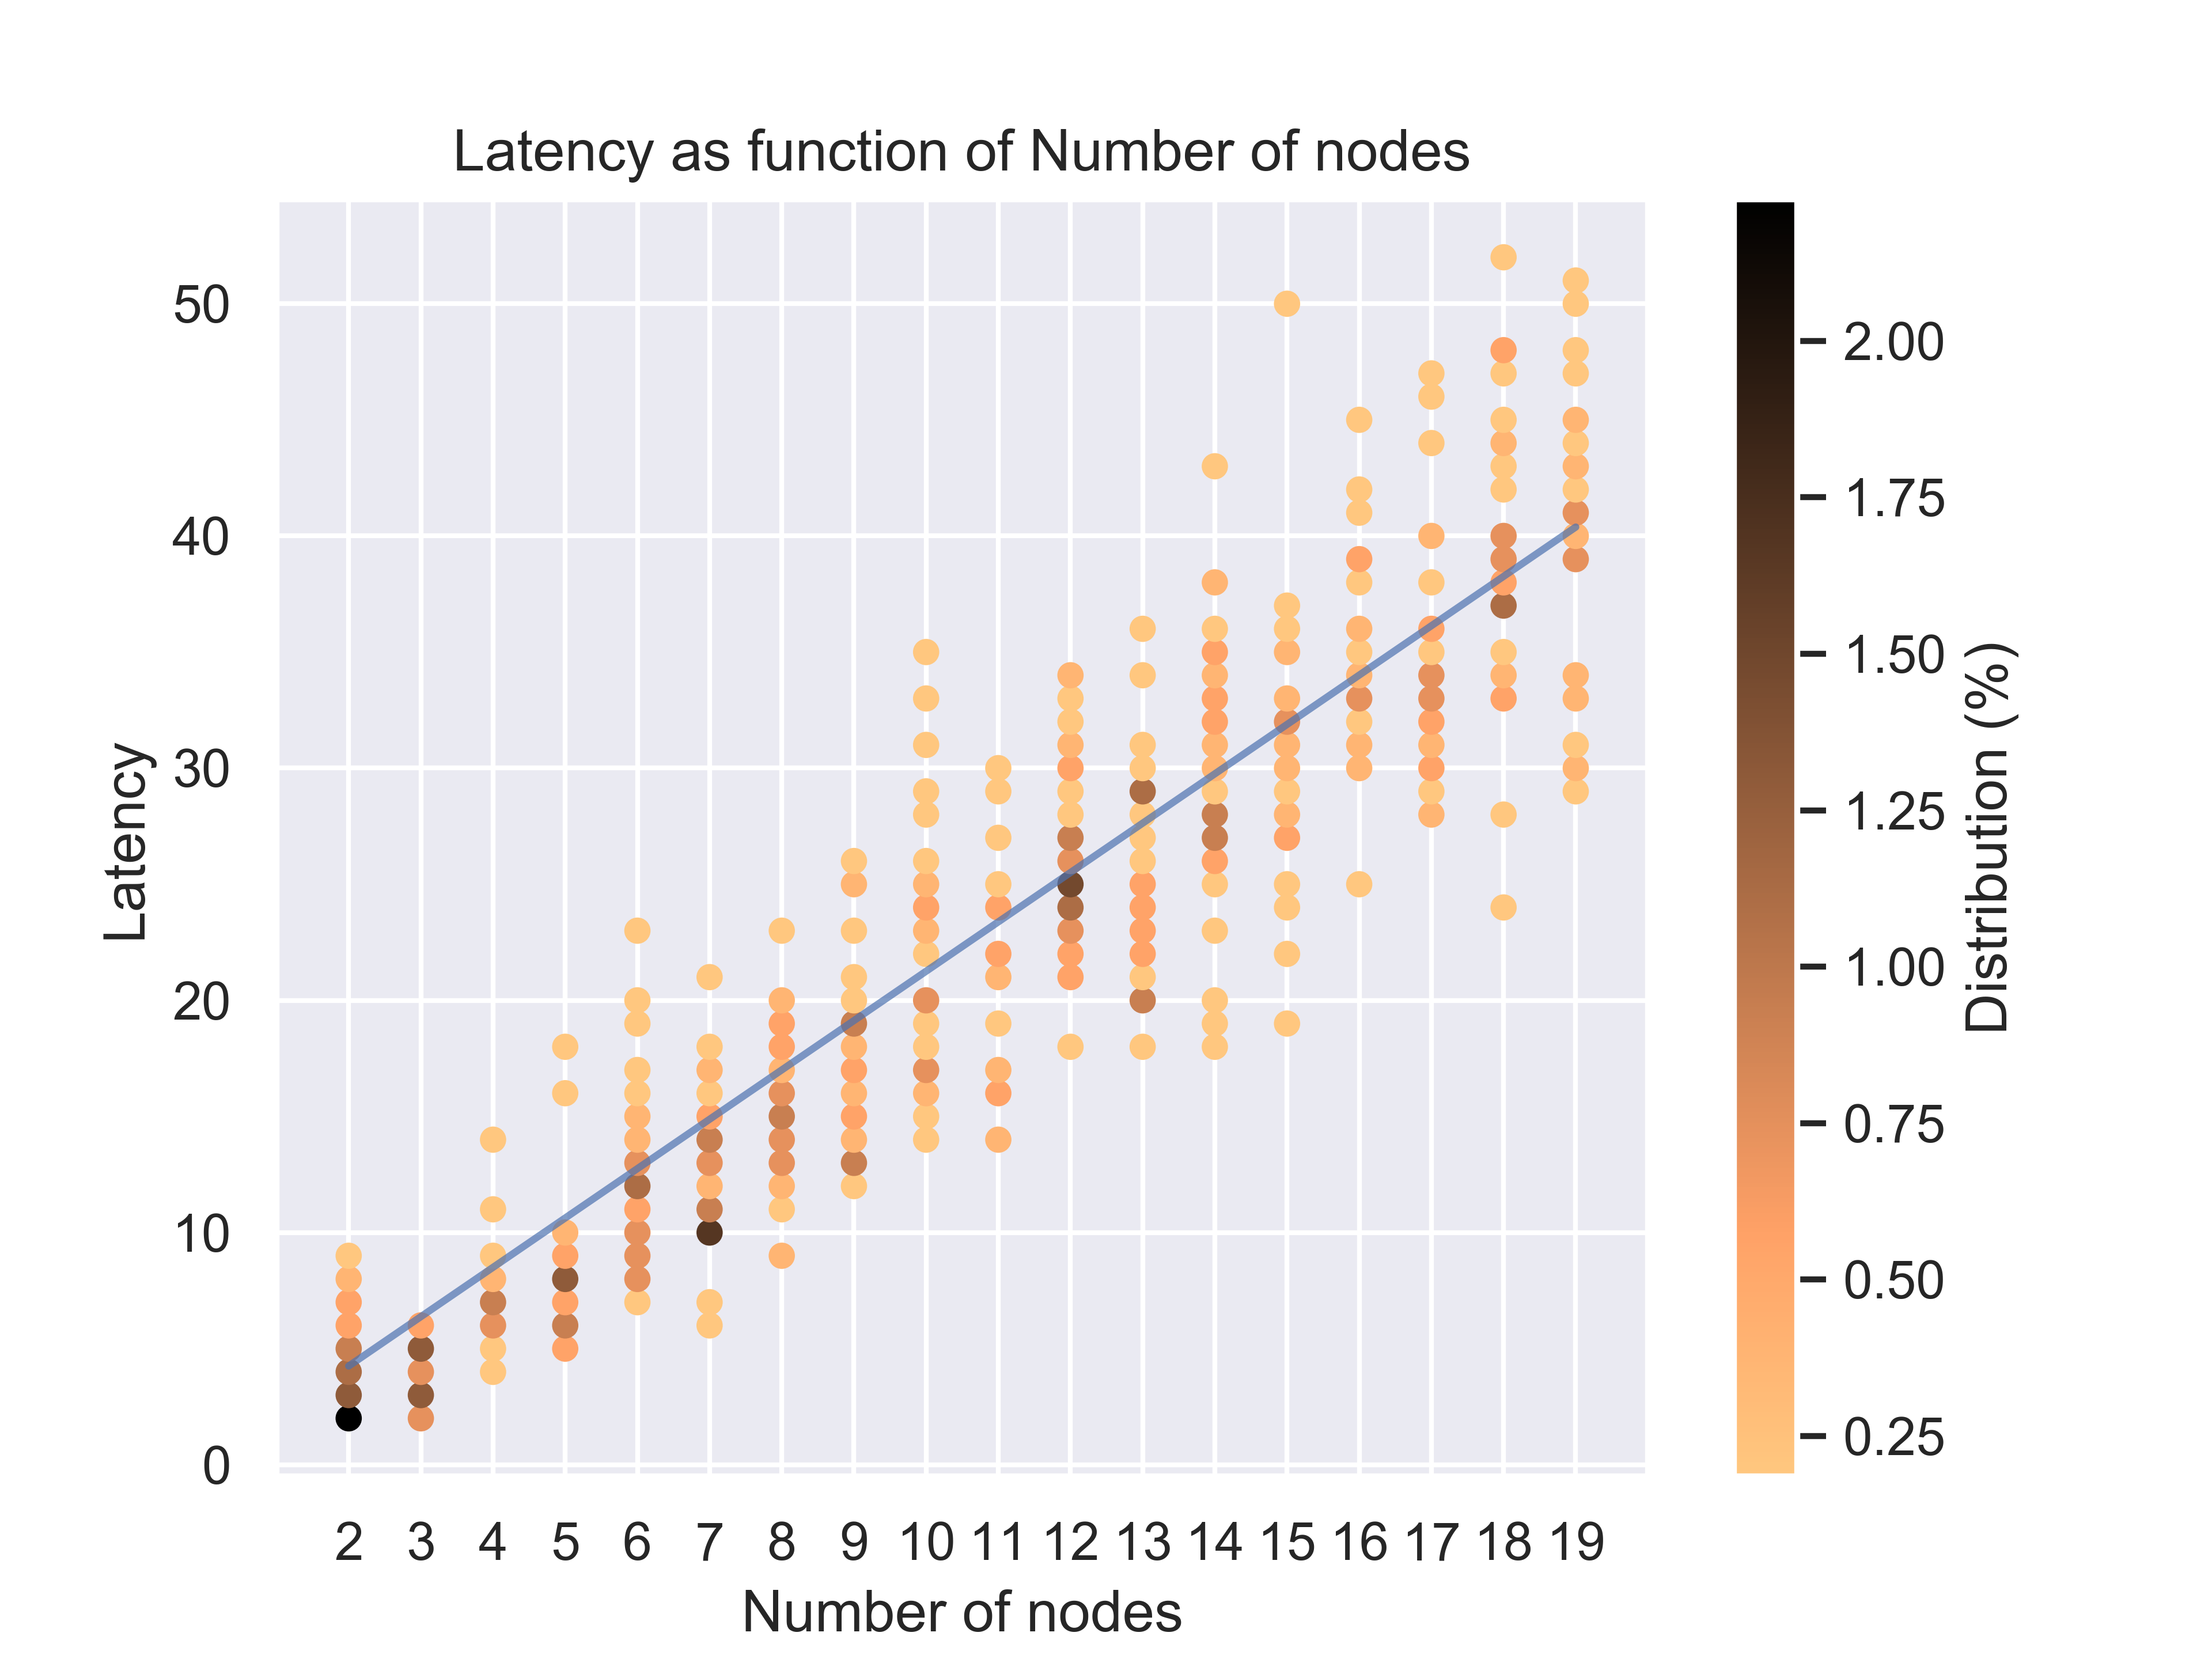 Latency as function of Number of nodes
50
40
30
20
10
0
Latency
2 3 4 5 6 7 8 9 10 11 12 13 14 15 16 17 18 19
Number of nodes
2.00
1.75
1.50
1.25
1.00
0.75
0.50
0.25
Distribution (%)